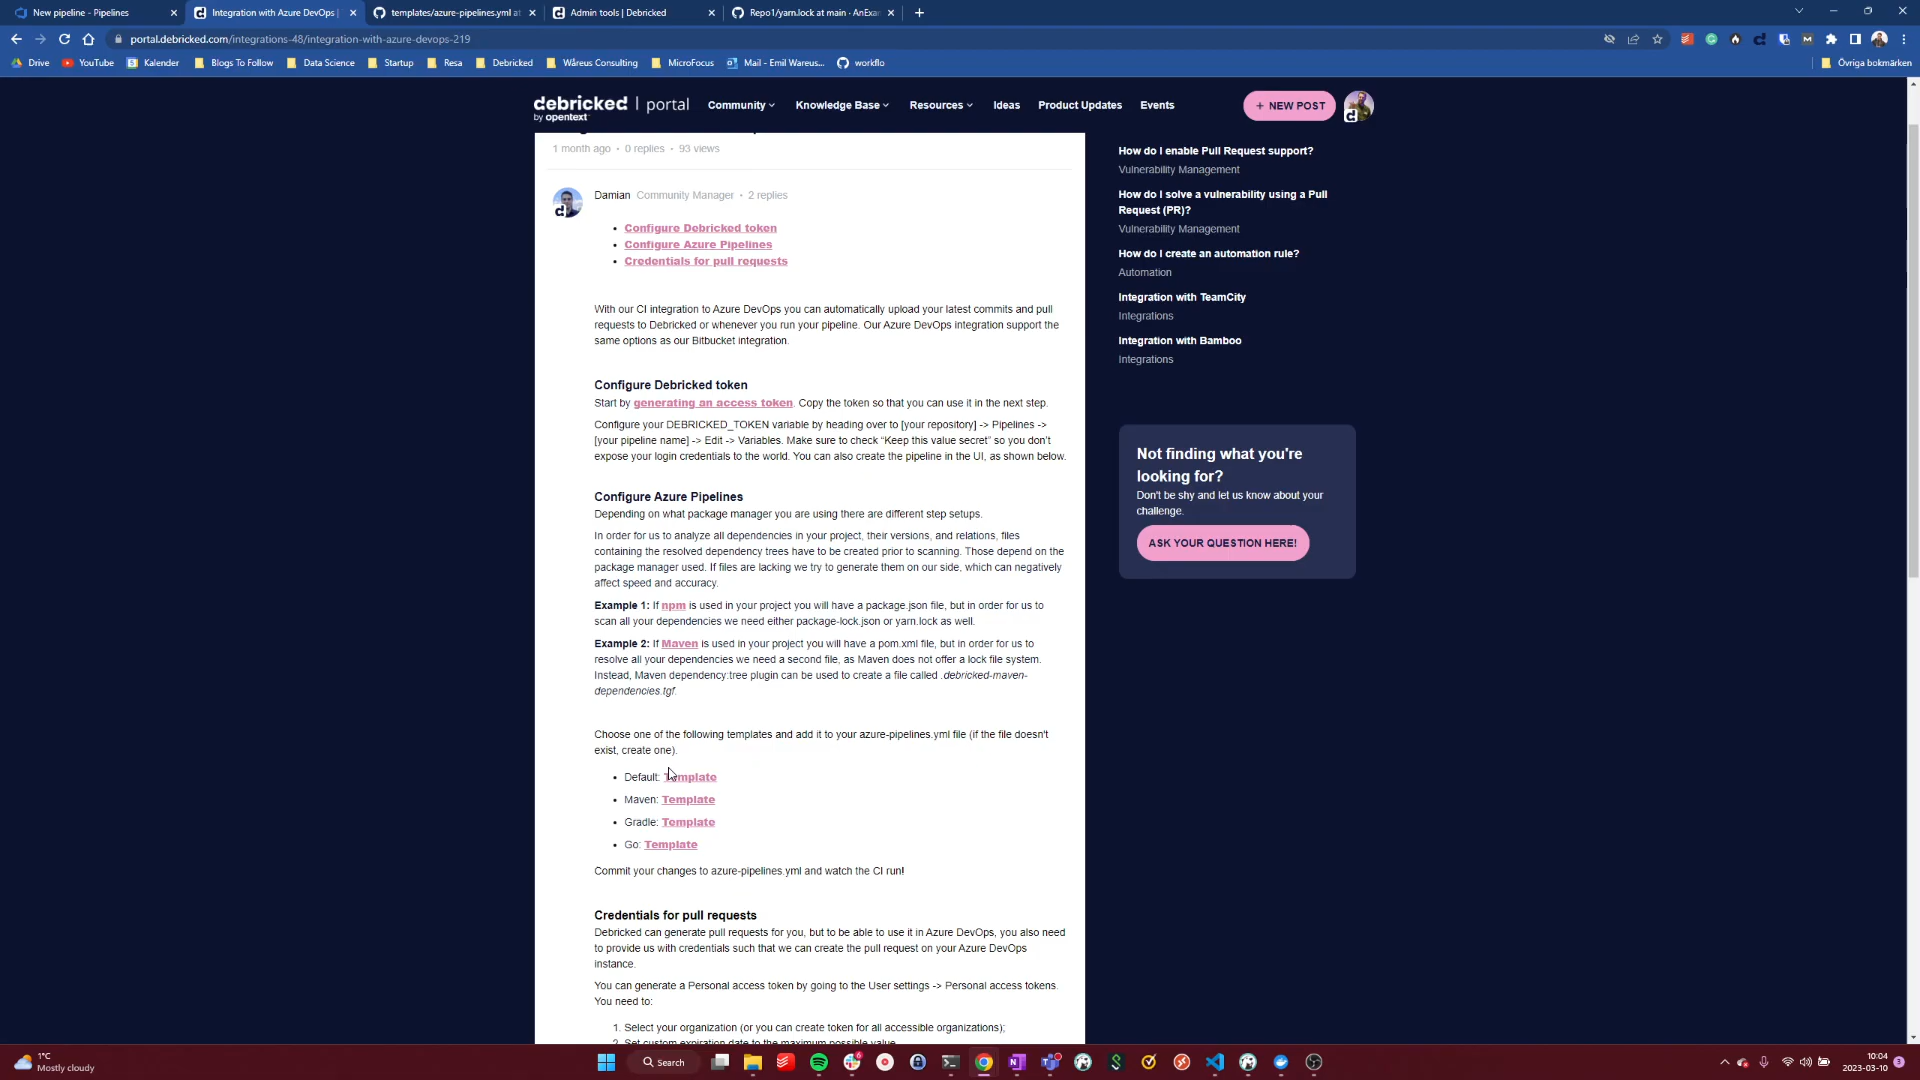 New pipeline - Pipelines
Integration with Azure DevOps |
templates/azure-pipelines.yml at
Admin tools | Debricked
Repo1/yarn.lock at main · AnExa
portal.debricked.com/integrations-48/integration-with-azure-devops-219
Drive
YouTube
Kalender
Blogs To Follow
Data Science
Startup
Resa
Debricked
Wåreus Consulting
MicroFocus
Mail - Emil Wareus...
workflo
Övriga bokmärken
debricked | portal
by opentext
Community
Knowledge Base
Resources
Ideas
Product Updates
Events
+ NEW POST
1 month ago • 0 replies • 93 views
Damian Community Manager • 2 replies
• Configure Debricked token
• Configure Azure Pipelines
• Credentials for pull requests
With our CI integration to Azure DevOps you can automatically upload your latest commits and pull
requests to Debricked or whenever you run your pipeline. Our Azure DevOps integration support the
same options as our Bitbucket integration.
Configure Debricked token
Start by generating an access token. Copy the token so that you can use it in the next step.
Configure your DEBRICKED_TOKEN variable by heading over to [your repository] -> Pipelines ->
[your pipeline name] -> Edit -> Variables. Make sure to check “Keep this value secret” so you don’t
expose your login credentials to the world. You can also create the pipeline in the UI, as shown below.
Configure Azure Pipelines
Depending on what package manager you are using there are different step setups.
In order for us to analyze all dependencies in your project, their versions, and relations, files
containing the resolved dependency trees have to be created prior to scanning. Those depend on the
package manager used. If files are lacking we try to generate them on our side, which can negatively
affect speed and accuracy.
Example 1: If npm is used in your project you will have a package.json file, but in order for us to
scan all your dependencies we need either package-lock.json or yarn.lock as well.
Example 2: If Maven is used in your project you will have a pom.xml file, but in order for us to
resolve all your dependencies we need a second file, as Maven does not offer a lock file system.
Instead, Maven dependency:tree plugin can be used to create a file called .debricked-maven-
dependencies.tgf.
Choose one of the following templates and add it to your azure-pipelines.yml file (if the file doesn't
exist, create one).
• Default: Template
• Maven: Template
• Gradle: Template
• Go: Template
Commit your changes to azure-pipelines.yml and watch the CI run!
Credentials for pull requests
Debricked can generate pull requests for you, but to be able to use it in Azure DevOps, you also need
to provide us with credentials such that we can create the pull request on your Azure DevOps
instance.
You can generate a Personal access token by going to the User settings -> Personal access tokens.
You need to:
1. Select your organization (or you can create token for all accessible organizations);
2. Set custom expiration date to the maximum possible value
How do I enable Pull Request support?
Vulnerability Management
How do I solve a vulnerability using a Pull
Request (PR)?
Vulnerability Management
How do I create an automation rule?
Automation
Integration with TeamCity
Integrations
Integration with Bamboo
Integrations
Not finding what you're
looking for?
Don't be shy and let us know about your
challenge.
ASK YOUR QUESTION HERE!
1°C
Mostly cloudy
Search
10:04
2023-03-10